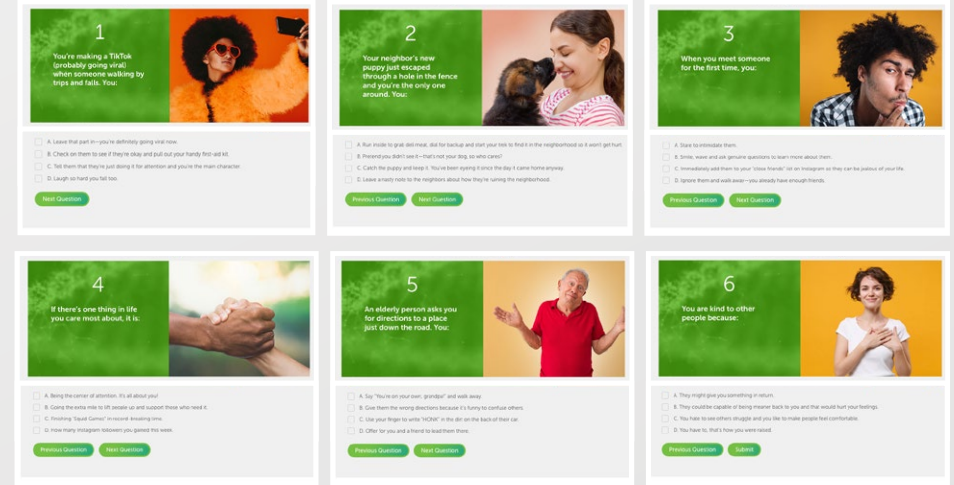 1
You're making a TikTok
(probably going viral)
when someone walking by
trips and falls. You:
A. Leave that part in—you're definitely going viral now.
B. Check on them to see if they're okay and pull out your handy first-aid kit.
C. Tell them that they're just doing it for attention and you're the main character.
D. Laugh so hard you fall too.
Next Question
2
Your neighbor's new
puppy just escaped
through a hole in the fence
and you're the only one
around. You:
A. Run inside to grab deli meat, dial for backup and start your trek to find it in the neighborhood so it won't get hurt
B. Pretend you didn't see it—that's not your dog, so who cares?
C. Catch the puppy and keep it. You've been eyeing it since the day it came home anyway.
D. Leave a nasty note to the neighbors about how they're ruining the neighborhood.
Previous Question Next Question
3
When you meet someone
for the first time, you:
A. Stare to intimidate them.
B. Smile, wave and ask genuine questions to learn more about them.
C. Immediately add them to your "close friends" list on Instagram so they can be jealous of your life.
D. Ignore them and walk away—you already have enough friends.
Previous Question Next Question
4
If there's one thing in life
you care most about, it is:
A. Being the center of attention. It's all about you!
B. Going the extra mile to lift people up and support those who need it.
C. Finishing "Squid Games" in record-breaking time.
D. How many Instagram followers you gained this week.
Previous Question Next Question
5
An elderly person asks you
for directions to a place
just down the road. You:
A. Say "You're on your own, grandpa" and walk away.
B. Give them the wrong directions because it's funny to confuse others.
C. Use your finger to write "HONK" in the dirt on the back of their car.
D. Offer for you and a friend to lead them there.
Previous Question Next Question
6
You are kind to other
people because:
A. They might give you something in return.
B. They could be capable of being meaner back to you and that would hurt your feelings.
C. You hate to see others struggle and you like to make people feel comfortable.
D. You have to, that's how you were raised.
Previous Question Submit